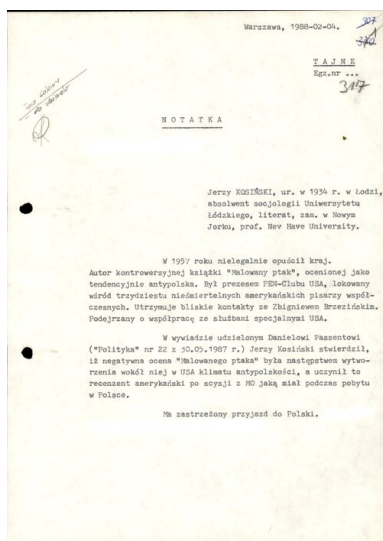 Warszawa, 1988-02-04.
307
T A J N E
Egz.nr ...
317
N O T A T K A
Jerzy KOSIŃSKI, ur. w 1934 r. w Łodzi,
absolwent socjologii Uniwersytetu
Łódzkiego, literat, zam. w Nowym
Jorku, prof. New Have University.
W 1957 roku nielegalnie opuścił kraj.
Autor kontrowersyjnej książki "Malowany ptak", ocenionej jako
tendencyjnie antypolska. Był prezesem PEN-Clubu USA, lokowany
wśród trzydziestu nieśmiertelnych amerykańskich pisarzy współ-
czesnych. Utrzymuje bliskie kontakty ze Zbigniewem Brzezińskim.
Podejrzany o współpracę ze służbami specjalnymi USA.
W wywiadzie udzielonym Danielowi Passentowi
("Polityka" nr 22 z 30.05.1987 r.) Jerzy Kosiński stwierdził,
iż negatywna ocena "Malowanego ptaka" była następstwem wytwo-
rzenia wokół niej w USA klimatu antypolskości, a uczynił to
recenzent amerykański po scysji z MO jaką miał podczas pobytu
w Polsce.
Ma zastrzeżony przyjazd do Polski.